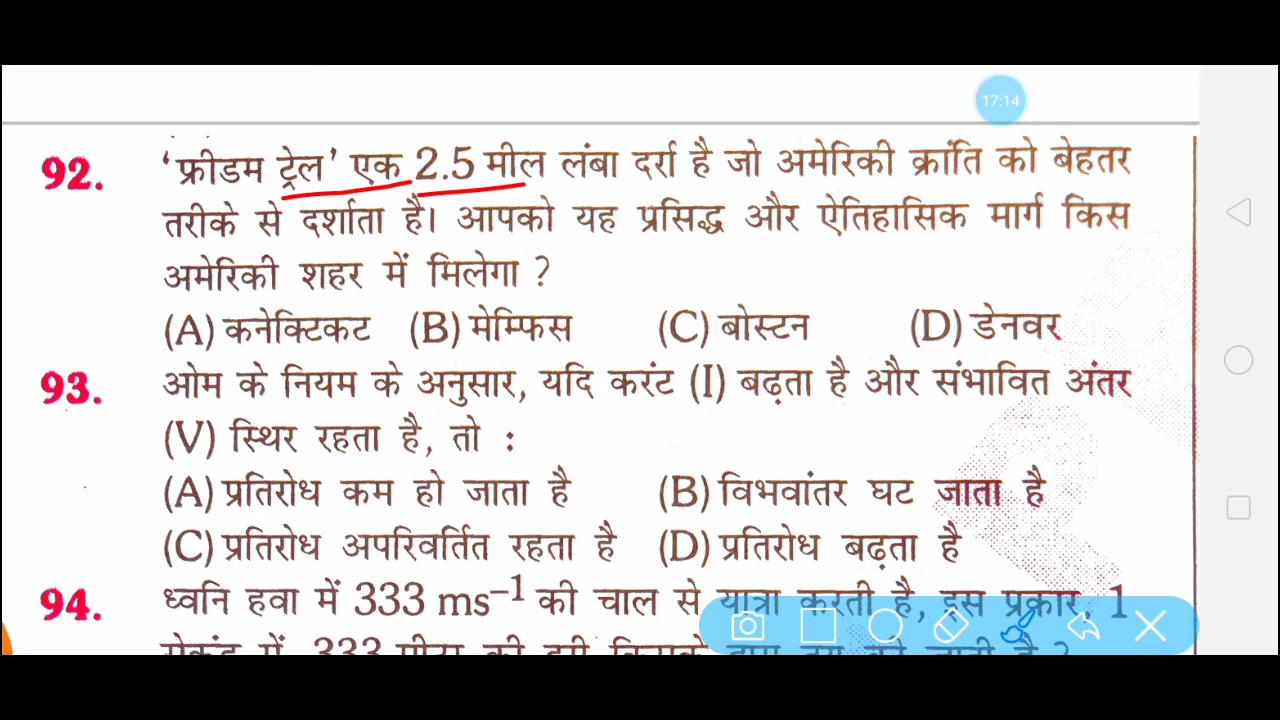 17:14
92. ‘फ्रीडम ट्रेल’ एक 2.5 मील लंबा दर्रा है जो अमेरिकी क्रांति को बेहतर
तरीके से दर्शाता है। आपको यह प्रसिद्ध और ऐतिहासिक मार्ग किस
अमेरिकी शहर में मिलेगा ?
(A) कनेक्टिकट (B) मेम्फिस (C) बोस्टन (D) डेनवर
93. ओम के नियम के अनुसार, यदि करंट (I) बढ़ता है और संभावित अंतर
(V) स्थिर रहता है, तो :
(A) प्रतिरोध कम हो जाता है (B) विभवांतर घट जाता है
(C) प्रतिरोध अपरिवर्तित रहता है (D) प्रतिरोध बढ़ता है
94. ध्वनि हवा में 333 ms⁻¹ की चाल से यात्रा करती है, इस प्रकार, 1
में 333 की